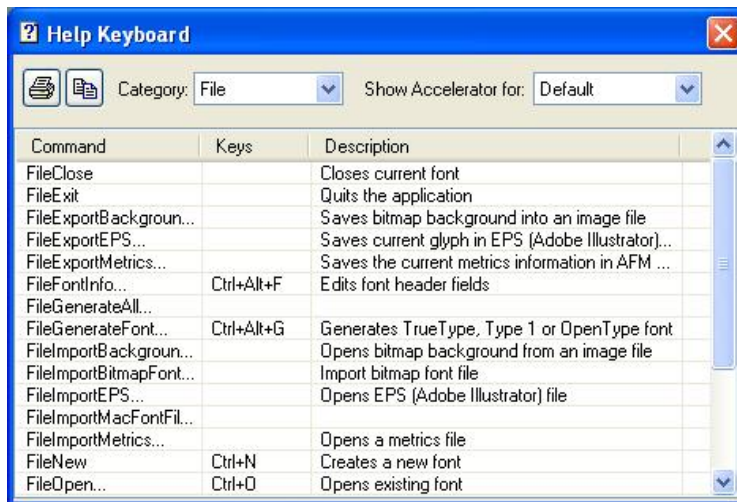 Help Keyboard
Category: File Show Accelerator for: Default
Command Keys Description
FileClose Closes current font
FileExit Quits the application
FileExportBackgroun... Saves bitmap background into an image file
FileExportEPS... Saves current glyph in EPS (Adobe Illustrator)...
FileExportMetrics... Saves the current metrics information in AFM ...
FileFontInfo... Ctrl+Alt+F Edits font header fields
FileGenerateAll...
FileGenerateFont... Ctrl+Alt+G Generates TrueType, Type 1 or OpenType font
FileImportBackgroun... Opens bitmap background from an image file
FileImportBitmapFont... Import bitmap font file
FileImportEPS... Opens EPS (Adobe Illustrator) file
FileImportMacFontFil...
FileImportMetrics... Opens a metrics file
FileNew Ctrl+N Creates a new font
FileOpen... Ctrl+O Opens existing font